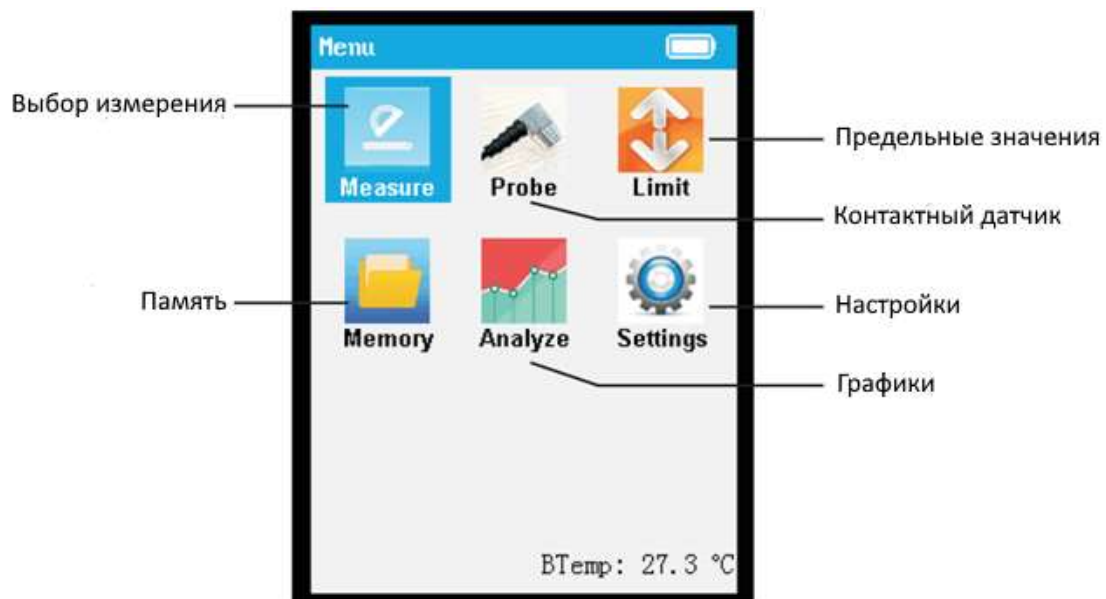 Menu
Выбор измерения
Measure
Probe
Limit
Предельные значения
Контактный датчик
Память
Memory
Analyze
Settings
Настройки
Графики
BTemp: 27.3 °C